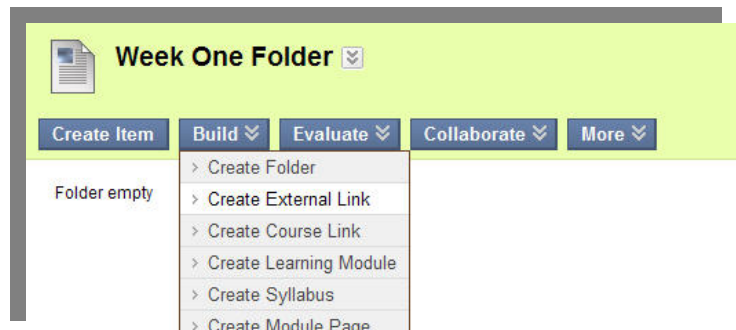 Week One Folder
Create Item Build Evaluate Collaborate More
Folder empty
> Create Folder
> Create External Link
> Create Course Link
> Create Learning Module
> Create Syllabus
> Create Module Page